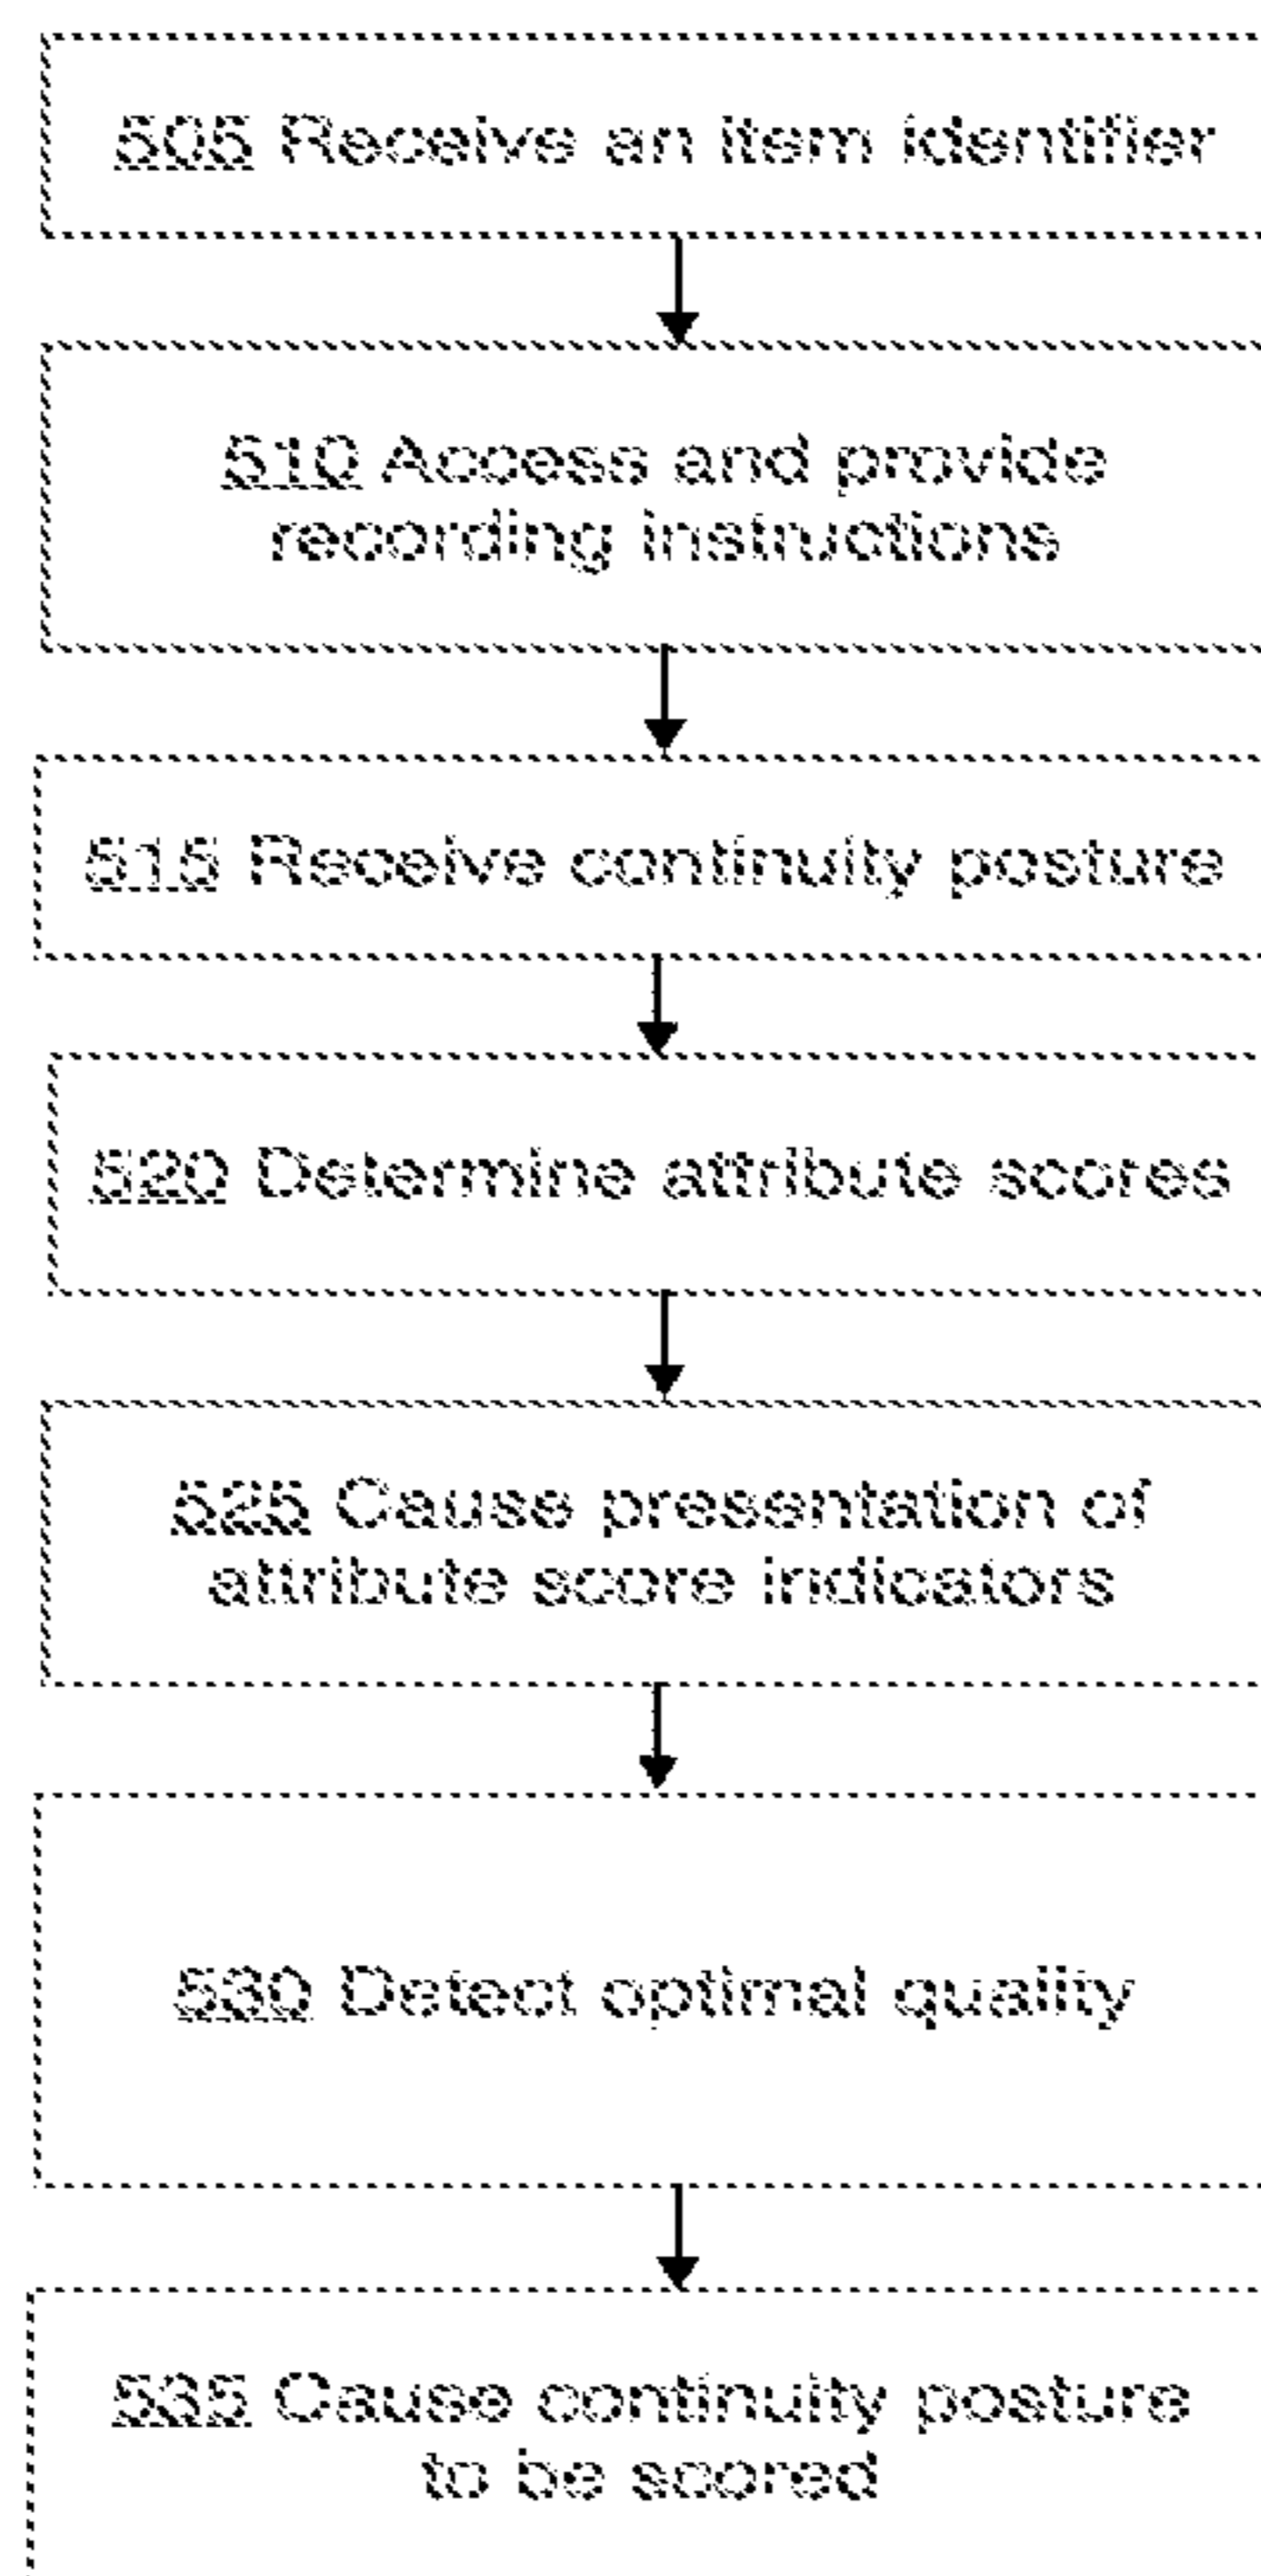 505 Receive an item identifier
510 Access and provide
recording instructions
515 Receive continuity posture
520 Determine attribute scores
525 Cause presentation of
attribute score indicators
530 Detect optimal quality
535 Cause continuity posture
to be scored